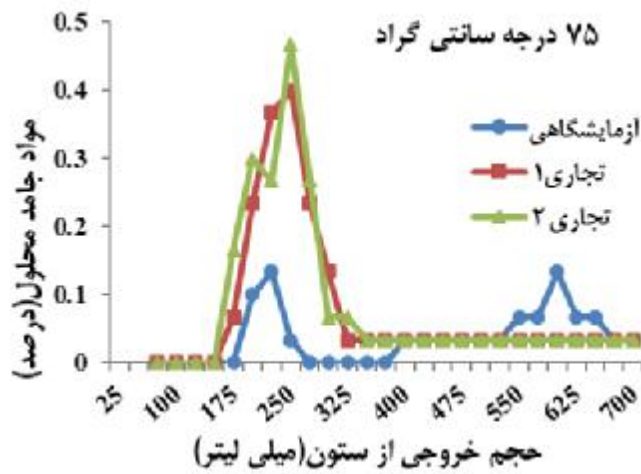 ۷۵ درجه سانتی گراد
ازمایشگاهی
تجاری۱
تجاری ۲
مواد جامد محلول(درصد)
0.5
0.4
0.3
0.2
0.1
0
25
100
175
250
325
400
475
550
625
700
حجم خروجی از ستون(میلی لیتر)